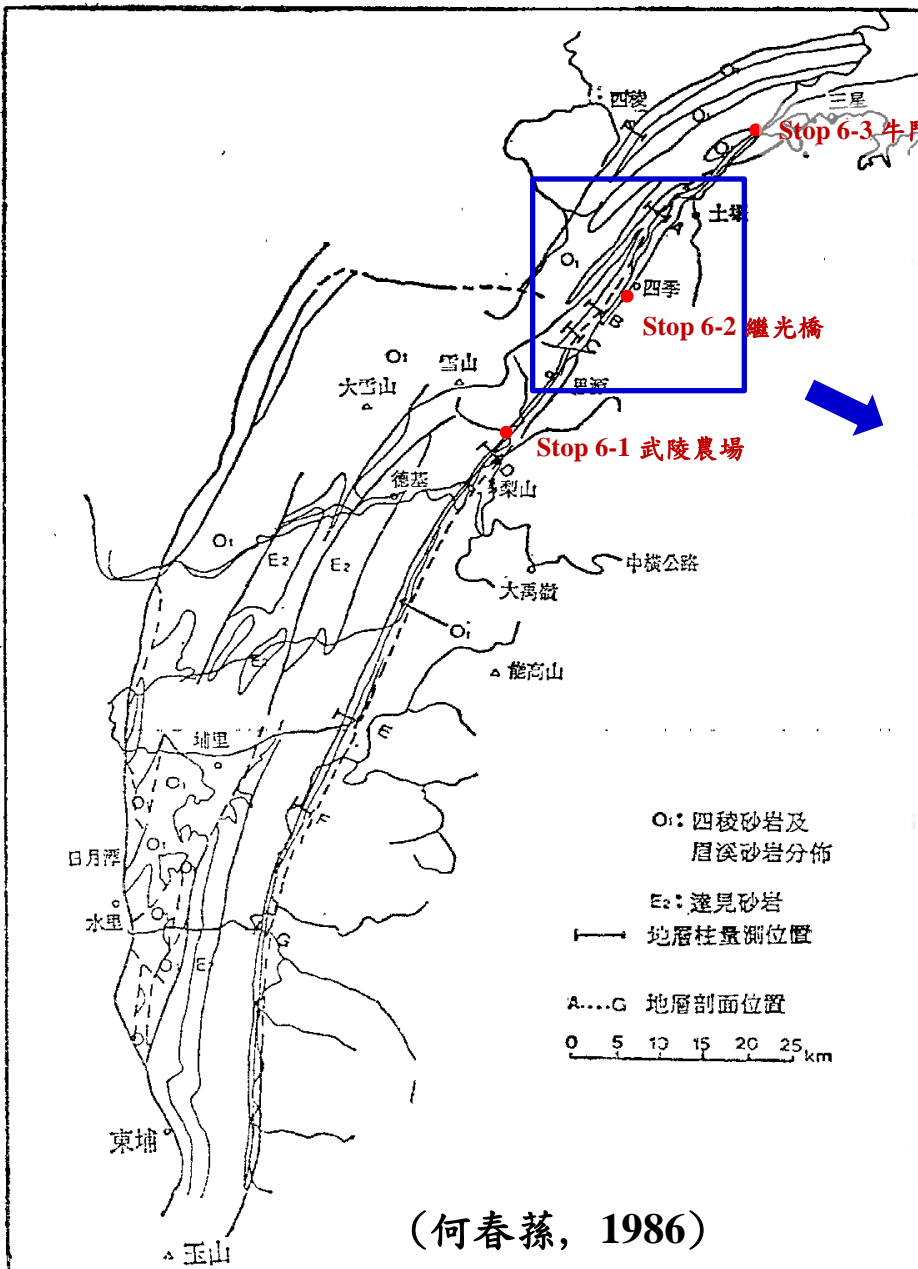 四稜
三星
Stop 6-3 牛鬥
O₁
A
土場
O₁
四季
B
Stop 6-2 繼光橋
C
O₁
雪山
大雪山
思源
Stop 6-1 武陵農場
德基
梨山
O₁
E₂
E₂
中橫公路
大禹嶺
O₁
能高山
E₂
埔里
E
O₁
F
O₁
日月潭
水里
G
E₂
O₁: 四稜砂岩及
眉溪砂岩分佈
E₂: 達見砂岩
地層柱量測位置
A....G 地層剖面位置
0 5 10 15 20 25 km
東埔
玉山
(何春蓀, 1986)